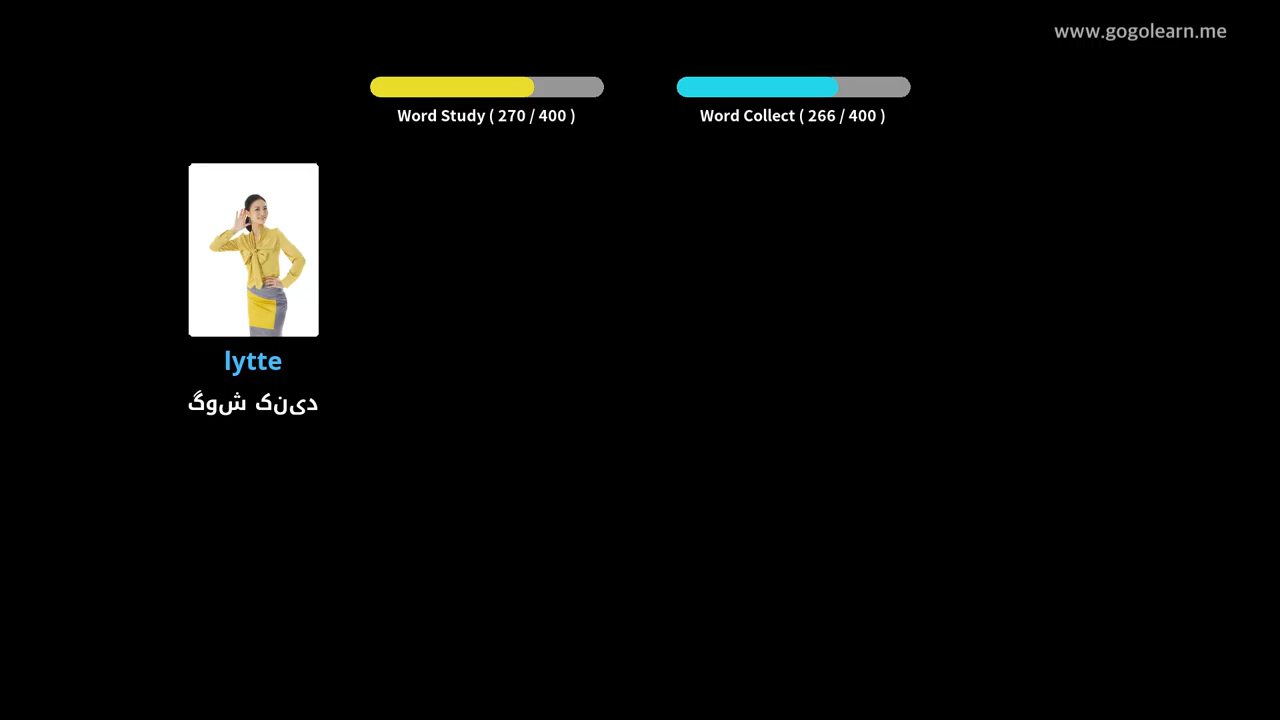 www.gogolearn.me
Word Study ( 270 / 400 )
Word Collect ( 266 / 400 )
lytte
گوش کنید